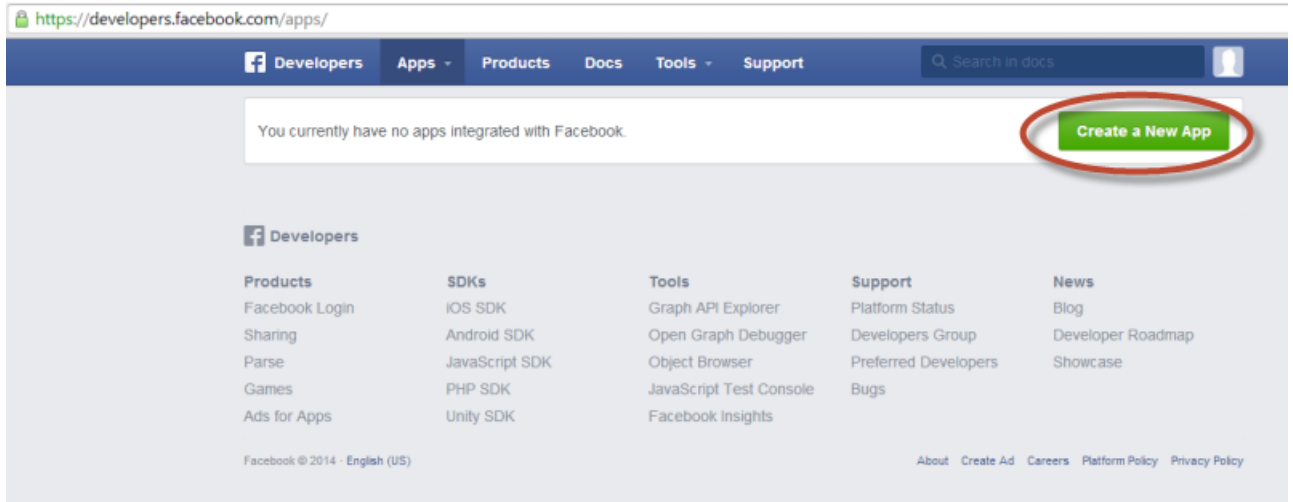 https://developers.facebook.com/apps/
Developers Apps Products Docs Tools Support Search in docs
You currently have no apps integrated with Facebook. Create a New App
Developers
Products SDKs Tools Support News
Facebook Login iOS SDK Graph API Explorer Platform Status Blog
Sharing Android SDK Open Graph Debugger Developers Group Developer Roadmap
Parse JavaScript SDK Object Browser Preferred Developers Showcase
Games PHP SDK JavaScript Test Console Bugs
Ads for Apps Unity SDK Facebook Insights
Facebook © 2014 · English (US) About Create Ad Careers Platform Policy Privacy Policy